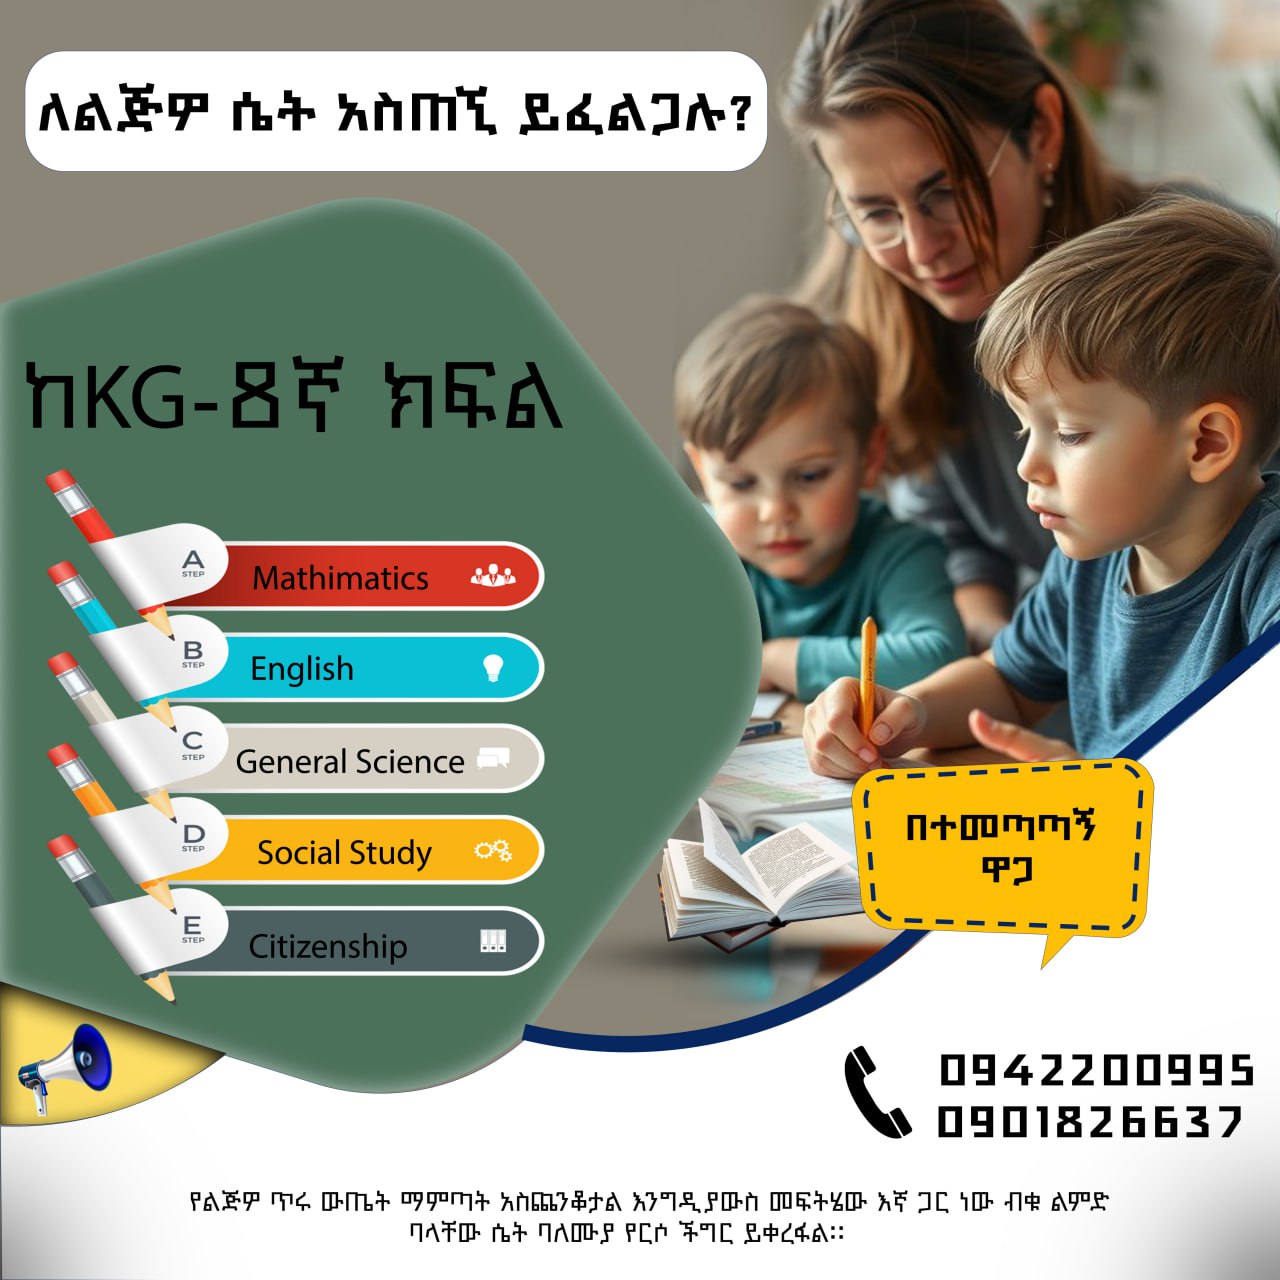 ለልጅዎ ሴት አስጠኚ ይፈልጋሉ?
ከKG-8ኛ ክፍል
A
STEP
Mathimatics
B
STEP
English
C
STEP
General Science
D
STEP
Social Study
E
STEP
Citizenship
በተመጣጣኝ
ዋጋ
0942200995
0901826637
የልጅዎ ጥሩ ውጤት ማምጣት አስጨንቆታል እንግዲያውስ መፍትሄው እኛ ጋር ነው ብቁ ልምድ
ባላቸው ሴት ባለሙያ የርሶ ችግር ይቀረፋል፡፡